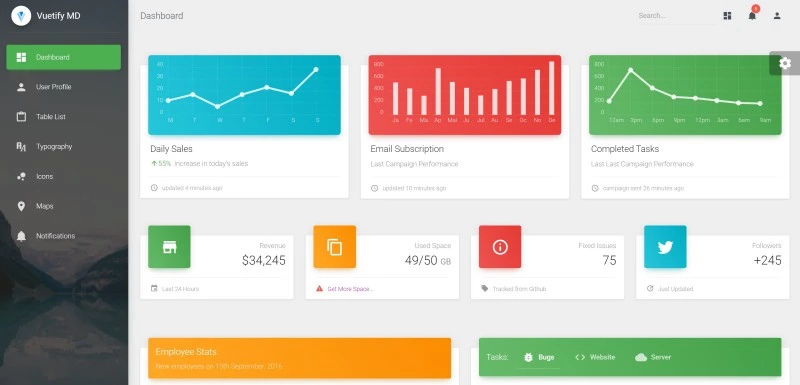 Vuetify MD
Dashboard
User Profile
Table List
Typography
Icons
Maps
Notifications
Dashboard
Search...
40
30
20
10
0
M T W T F S S
Daily Sales
55% increase in today's sales
updated 4 minutes ago
800
600
400
200
0
Ja Fe Ma Ap Mai Ju Jul Au Se Oc No De
Email Subscription
Last Campaign Performance
updated 10 minutes ago
800
600
400
200
0
12am 3pm 6pm 9pm 12pm 3am 6am 9am
Completed Tasks
Last Last Campaign Performance
campaign sent 26 minutes ago
Revenue
$34,245
Last 24 Hours
Used Space
49/50 GB
Get More Space...
Fixed Issues
75
Tracked from Github
Followers
+245
Just Updated
Employee Stats
New employees on 15th September, 2016
Tasks: Bugs Website Server